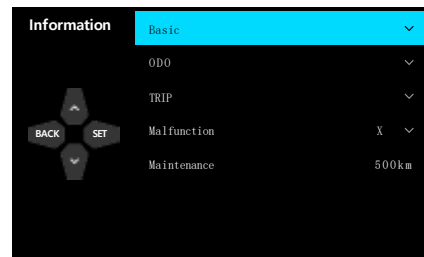 Information
Basic
ODO
TRIP
BACK SET
Malfunction X
Maintenance 500km